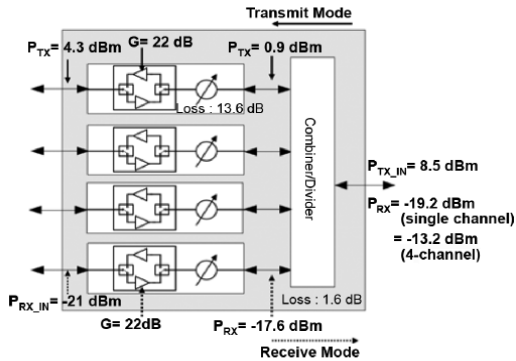 Transmit Mode
G= 22 dB
P_TX= 4.3 dBm
P_TX= 0.9 dBm
Loss : 13.6 dB
Combiner/Divider
P_TX_IN = 8.5 dBm
P_RX = -19.2 dBm
(single channel)
= -13.2 dBm
(4-channel)
Loss : 1.6 dB
P_RX_IN= -21 dBm
G= 22dB
P_RX= -17.6 dBm
Receive Mode